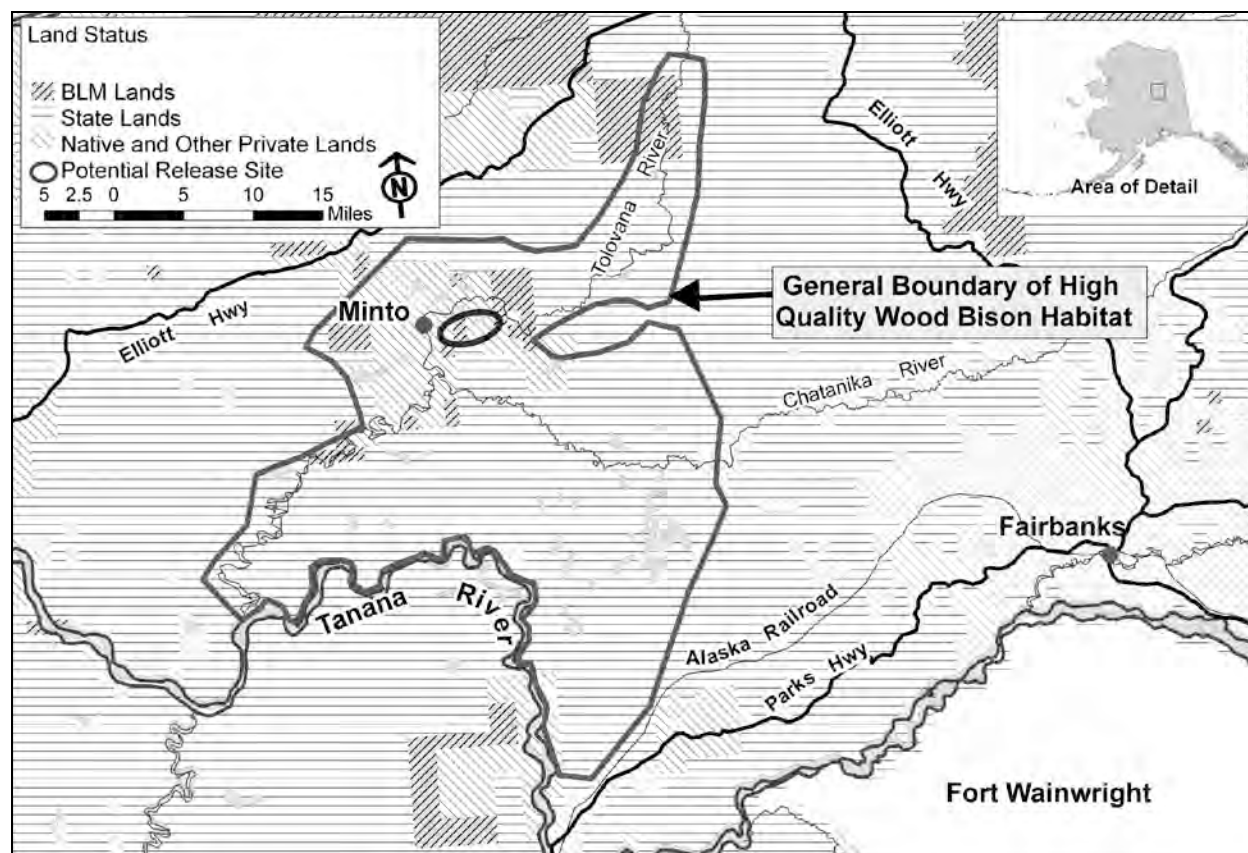 Land Status
BLM Lands
State Lands
Native and Other Private Lands
Potential Release Site
N
5 2.5 0 5 10 15
Miles
Area of Detail
Elliott
Hwy
Tolovana River
General Boundary of High
Quality Wood Bison Habitat
Minto
Elliott Hwy
Chatanika River
Fairbanks
Tanana River
Alaska Railroad
Parks Hwy
Fort Wainwright